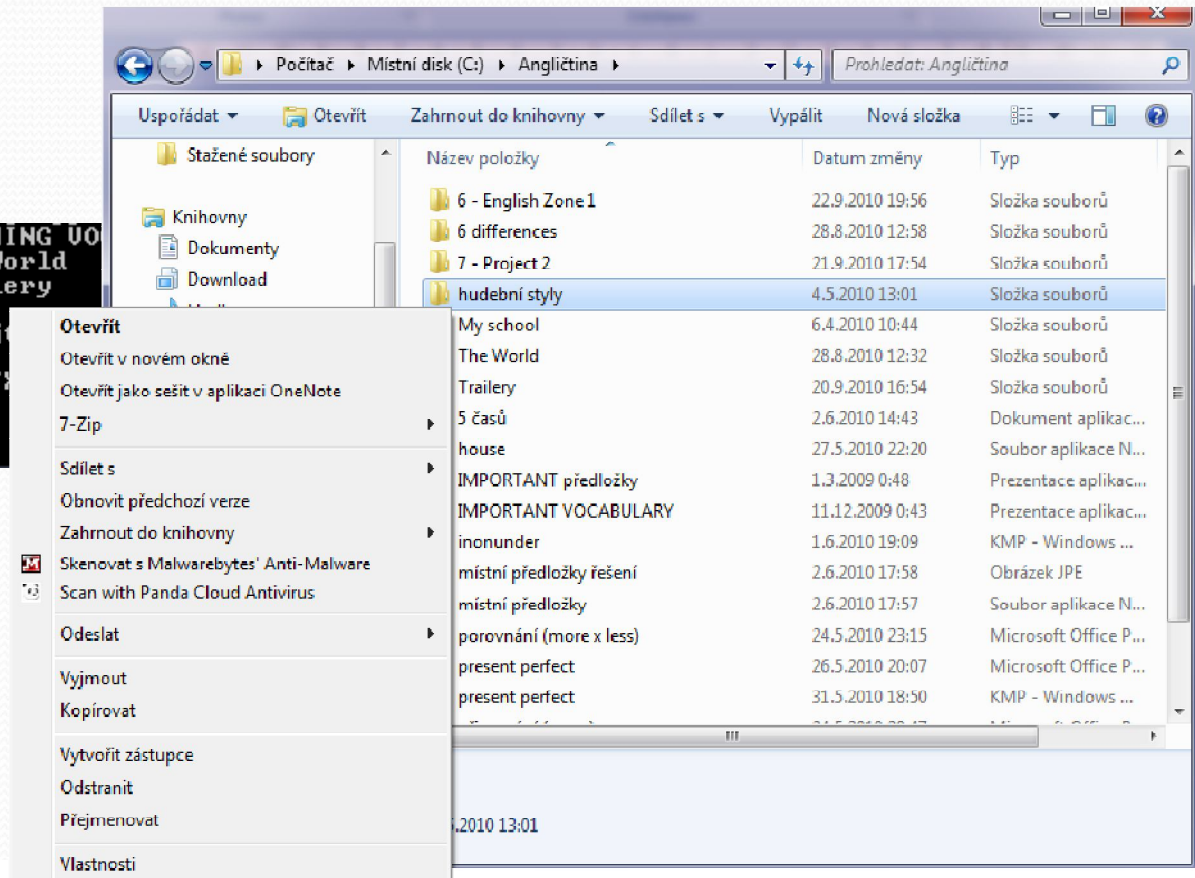 Počítač ▸ Místní disk (C:) ▸ Angličtina ▸
Prohledat: Angličtina
Uspořádat Otevřít Zahrnout do knihovny Sdílet s Vypálit Nová složka
Stažené soubory
Knihovny
Dokumenty
Download
Název položky Datum změny Typ
6 - English Zone 1 22.9.2010 19:56 Složka souborů
6 differences 28.8.2010 12:58 Složka souborů
7 - Project 2 21.9.2010 17:54 Složka souborů
hudební styly 4.5.2010 13:01 Složka souborů
My school 6.4.2010 10:44 Složka souborů
The World 28.8.2010 12:32 Složka souborů
Trailery 20.9.2010 16:54 Složka souborů
5 časů 2.6.2010 14:43 Dokument aplikac...
house 27.5.2010 22:20 Soubor aplikace N...
IMPORTANT předložky 1.3.2009 0:48 Prezentace aplikac...
IMPORTANT VOCABULARY 11.12.2009 0:43 Prezentace aplikac...
inonunder 1.6.2010 19:09 KMP - Windows ...
místní předložky řešení 2.6.2010 17:58 Obrázek JPE
místní předložky 2.6.2010 17:57 Soubor aplikace N...
porovnání (more x less) 24.5.2010 23:15 Microsoft Office P...
present perfect 26.5.2010 20:07 Microsoft Office P...
present perfect 31.5.2010 18:50 KMP - Windows ...
.2010 13:01
ING VO
orld
ery
Otevřít
Otevřít v novém okně
Otevřít jako sešit v aplikaci OneNote
7-Zip
Sdílet s
Obnovit předchozí verze
Zahrnout do knihovny
Skenovat s Malwarebytes' Anti-Malware
Scan with Panda Cloud Antivirus
Odeslat
Vyjmout
Kopírovat
Vytvořit zástupce
Odstranit
Přejmenovat
Vlastnosti